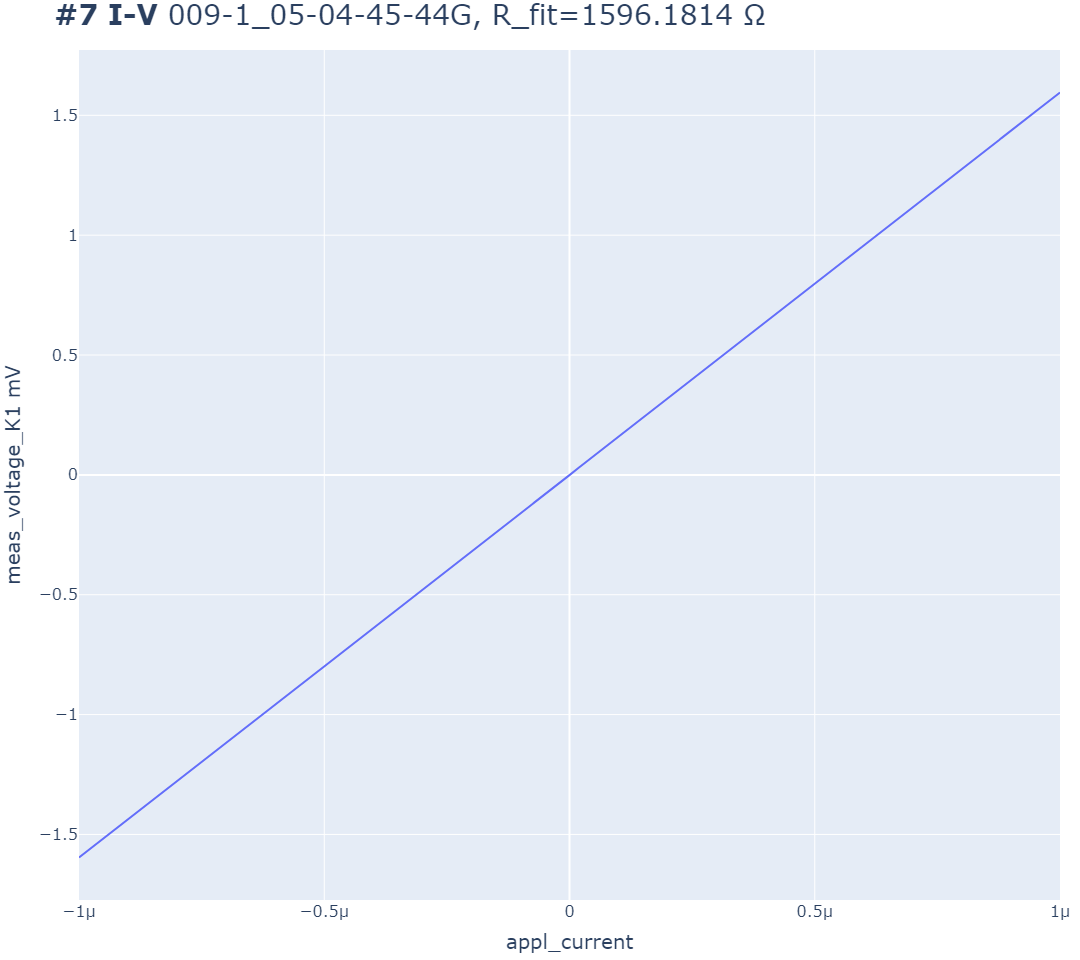 #7 I-V 009-1_05-04-45-44G, R_fit=1596.1814 Ω
meas_voltage_K1 mV
1.5
1
0.5
0
−0.5
−1
−1.5
−1μ
−0.5μ
0
0.5μ
1μ
appl_current